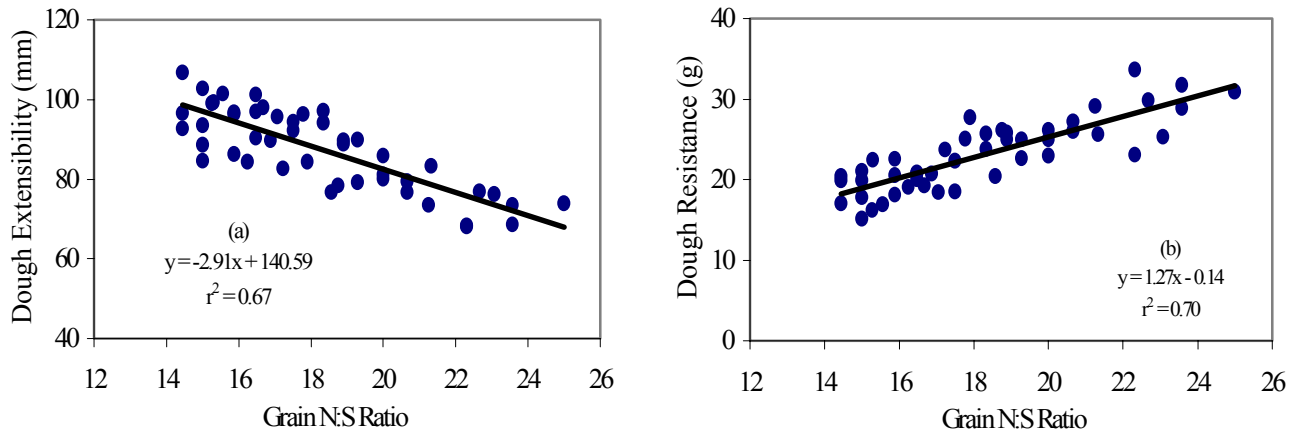 120
100
80
60
40
Dough Extensibility (mm)
(a)
y = -2.91x + 140.59
r² = 0.67
12 14 16 18 20 22 24 26
Grain N:S Ratio
40
30
20
10
0
Dough Resistance (g)
(b)
y = 1.27x - 0.14
r² = 0.70
12 14 16 18 20 22 24 26
Grain N:S Ratio